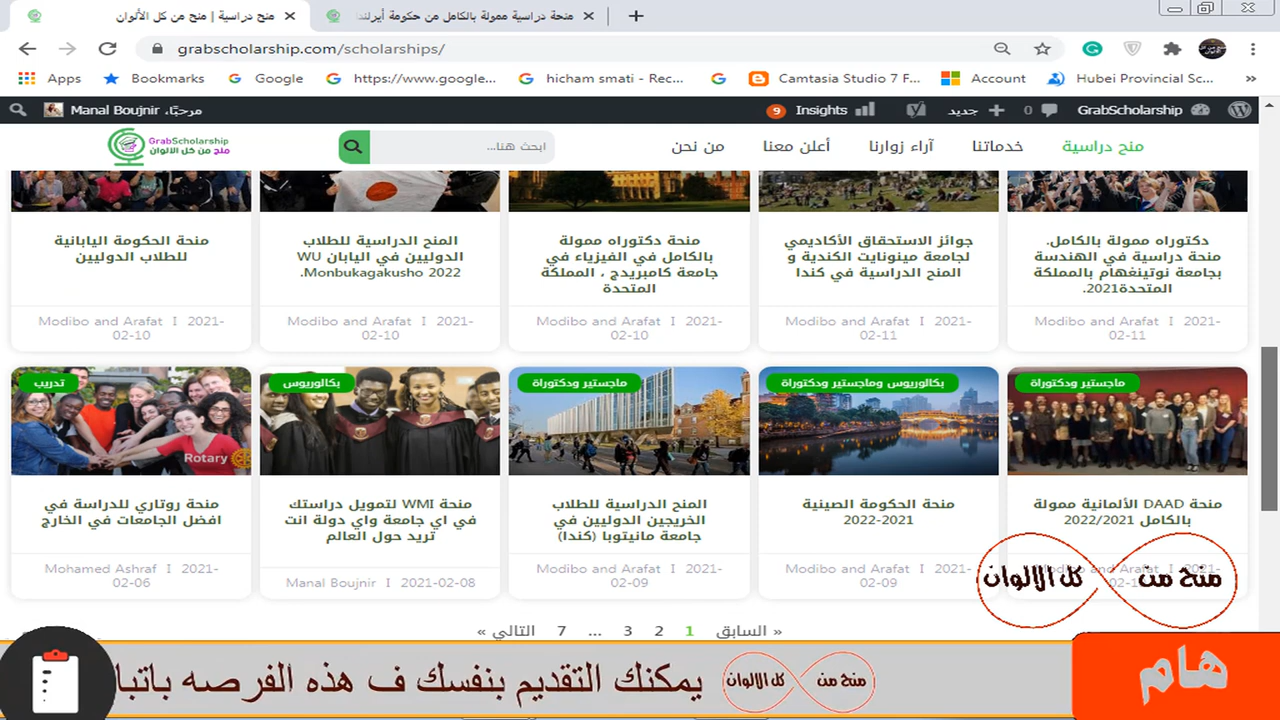 منح دراسية | منح من كل الألوان
منحة دراسية ممولة بالكامل من حكومة أيرلندا
grabscholarship.com/scholarships/
Apps
Bookmarks
Google
https://www.google...
hicham smati - Rec...
Camtasia Studio 7 F...
Account
Hubei Provincial Sc...
»
مرحبًا، Manal Boujnir
9 Insights
جديد
0
GrabScholarship
GrabScholarship
منح من كل الالوان
ابحث هنا...
منح دراسية
خدماتنا
آراء زوارنا
أعلن معنا
من نحن
دكتوراه ممولة بالكامل.
منحة دراسية في الهندسة
بجامعة نوتينغهام بالمملكة
المتحدة2021.
Modibo and Arafat I 2021-
02-11
جوائز الاستحقاق الأكاديمي
لجامعة مينونايت الكندية و
المنح الدراسية في كندا
Modibo and Arafat I 2021-
02-11
منحة دكتوراه ممولة
بالكامل في الفيزياء في
جامعة كامبريدج ، المملكة
المتحدة
Modibo and Arafat I 2021-
02-10
المنح الدراسية للطلاب
الدوليين في اليابان WU
Monbukagakusho 2022.
Modibo and Arafat I 2021-
02-10
منحة الحكومة اليابانية
للطلاب الدوليين
Modibo and Arafat I 2021-
02-10
ماجستير ودكتوراة
منحة DAAD الألمانية ممولة
بالكامل 2022/2021
بكالوريوس وماجستير ودكتوراة
منحة الحكومة الصينية
2022-2021
Modibo and Arafat I 2021-
02-09
ماجستير ودكتوراة
المنح الدراسية للطلاب
الخريجين الدوليين في
جامعة مانيتوبا (كندا)
Modibo and Arafat I 2021-
02-09
بكالوريوس
منحة WMI لتمويل دراستك
في اي جامعة واي دولة انت
تريد حول العالم
Manal Boujnir I 2021-02-08
تدريب
Rotary
منحة روتاري للدراسة في
افضل الجامعات في الخارج
Mohamed Ashraf I 2021-
02-06
منح من كل الالوان
« السابق 1 2 3 ... 7 التالي »
هام
منح من كل الالوان
يمكنك التقديم بنفسك ف هذه الفرصه باتبا